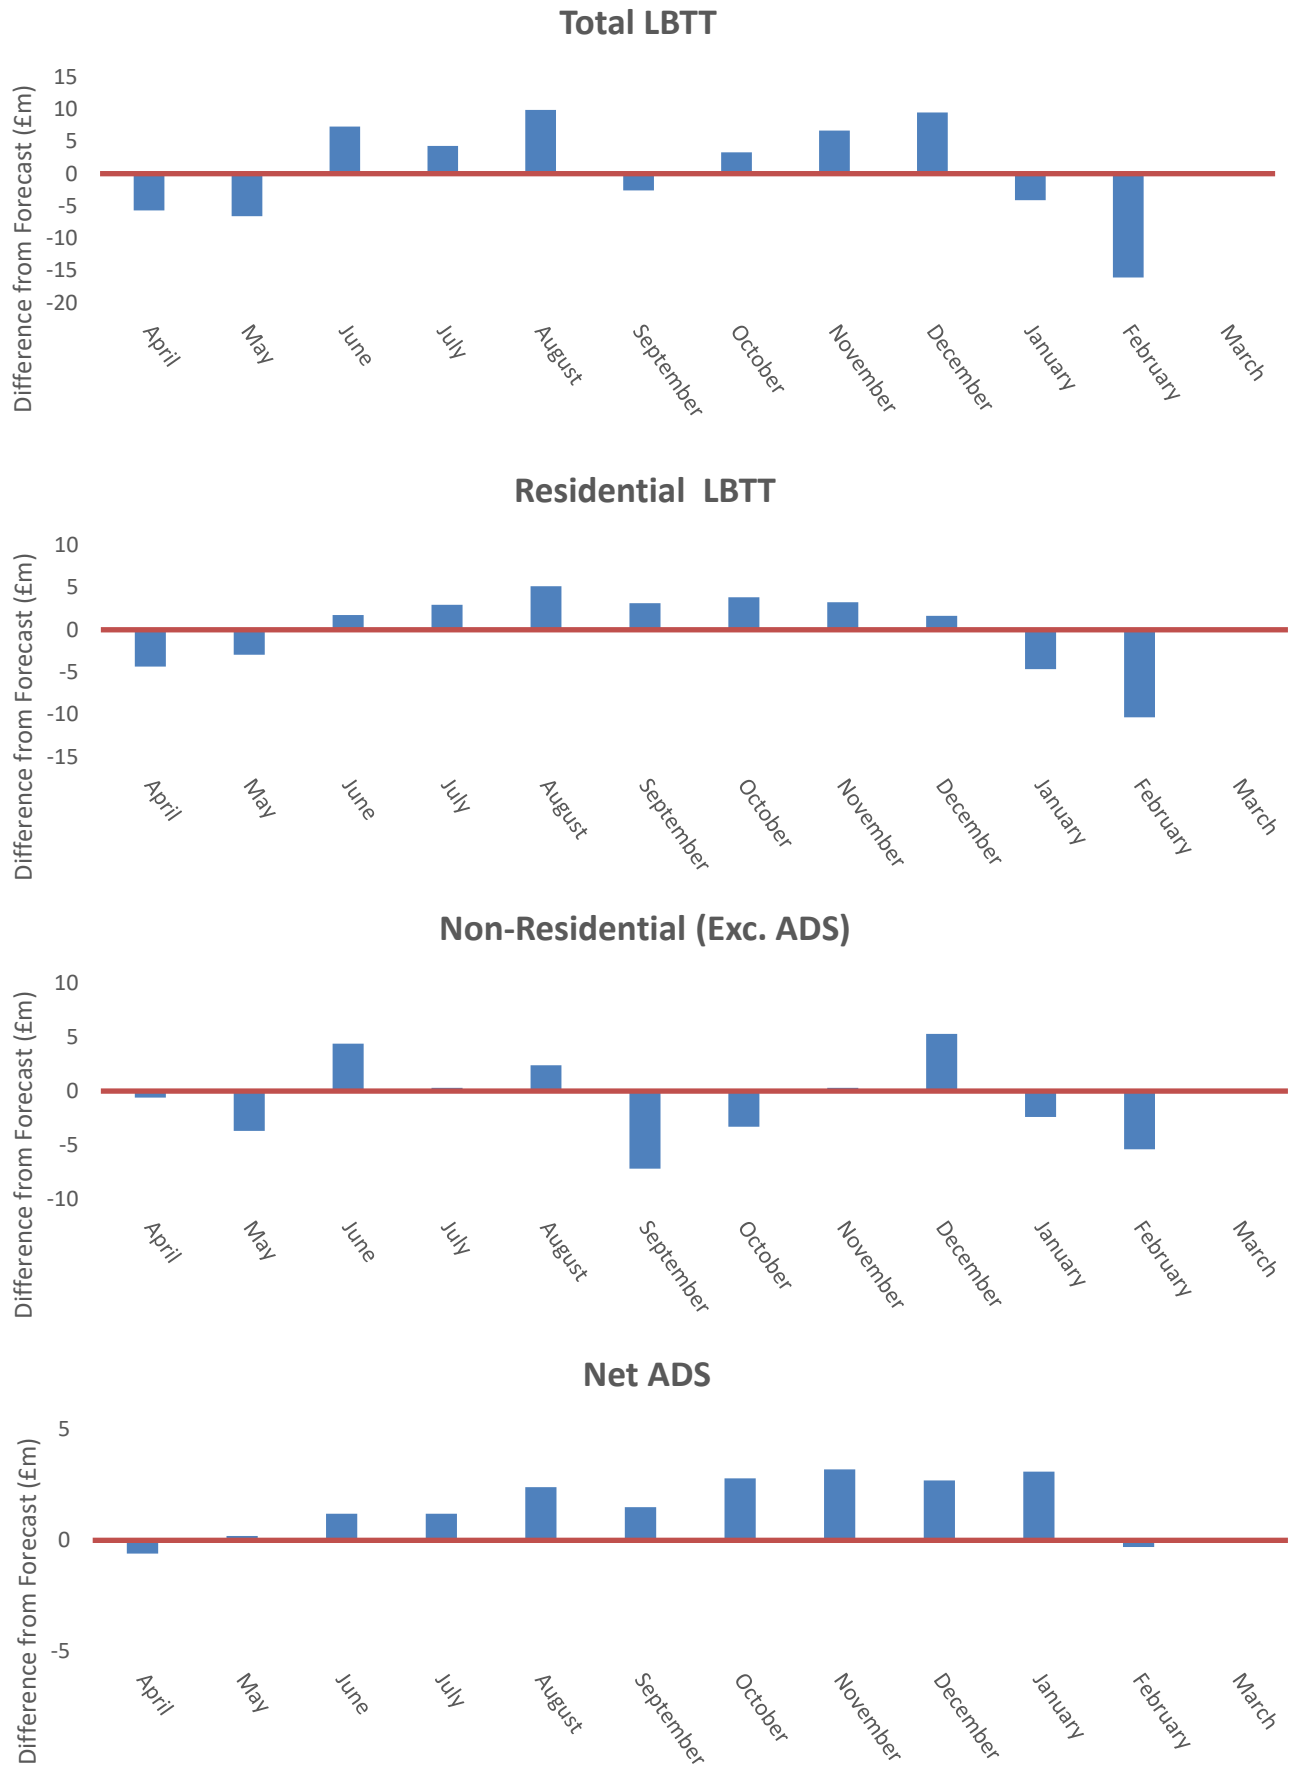 Total LBTT
Difference from Forecast (£m)
15
10
5
0
-5
-10
-15
-20
April
May
June
July
August
September
October
November
December
January
February
March
Residential  LBTT
Difference from Forecast (£m)
10
5
0
-5
-10
-15
April
May
June
July
August
September
October
November
December
January
February
March
Non-Residential (Exc. ADS)
Difference from Forecast (£m)
10
5
0
-5
-10
April
May
June
July
August
September
October
November
December
January
February
March
Net ADS
Difference from Forecast (£m)
5
0
-5
April
May
June
July
August
September
October
November
December
January
February
March